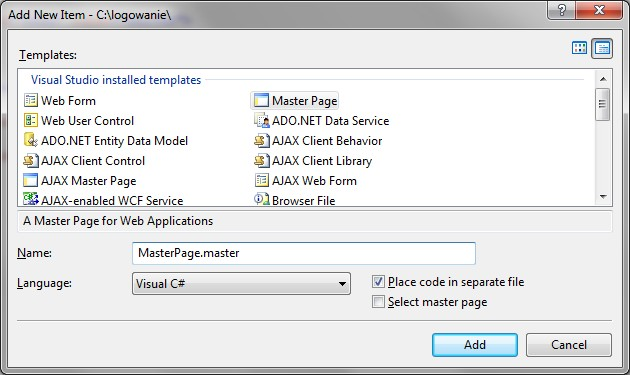 Add New Item - C:\logowanie\
Templates:
Visual Studio installed templates
Web Form Master Page
Web User Control ADO.NET Data Service
ADO.NET Entity Data Model AJAX Client Behavior
AJAX Client Control AJAX Client Library
AJAX Master Page AJAX Web Form
AJAX-enabled WCF Service Browser File
A Master Page for Web Applications
Name: MasterPage.master
Language: Visual C# Place code in separate file
Select master page
Add Cancel